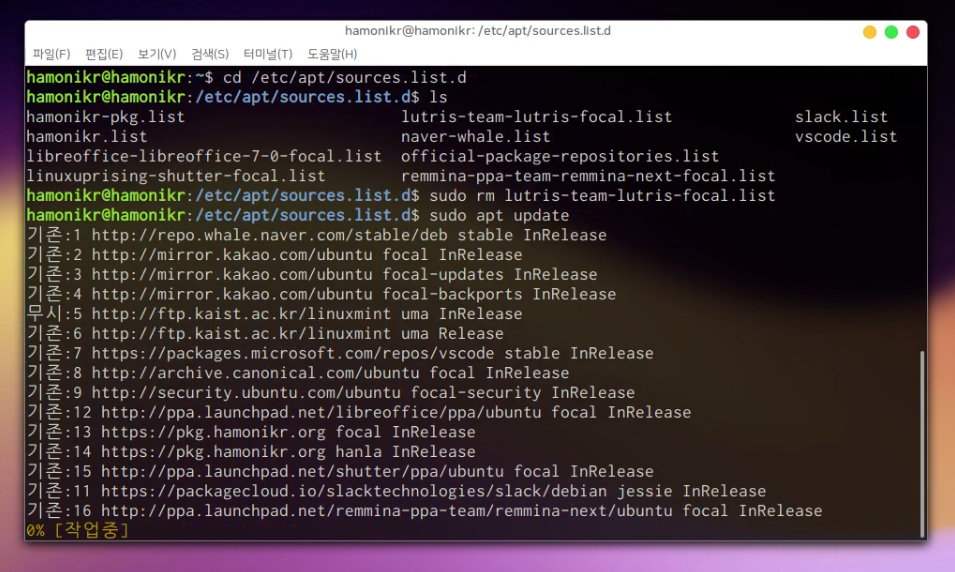 hamonikr@hamonikr: /etc/apt/sources.list.d
파일(F) 편집(E) 보기(V) 검색(S) 터미널(T) 도움말(H)
hamonikr@hamonikr:~$ cd /etc/apt/sources.list.d
hamonikr@hamonikr:/etc/apt/sources.list.d$ ls
hamonikr-pkg.list lutris-team-lutris-focal.list slack.list
hamonikr.list naver-whale.list vscode.list
libreoffice-libreoffice-7-0-focal.list official-package-repositories.list
linuxuprising-shutter-focal.list remmina-ppa-team-remmina-next-focal.list
hamonikr@hamonikr:/etc/apt/sources.list.d$ sudo rm lutris-team-lutris-focal.list
hamonikr@hamonikr:/etc/apt/sources.list.d$ sudo apt update
기존:1 http://repo.whale.naver.com/stable/deb stable InRelease
기존:2 http://mirror.kakao.com/ubuntu focal InRelease
기존:3 http://mirror.kakao.com/ubuntu focal-updates InRelease
기존:4 http://mirror.kakao.com/ubuntu focal-backports InRelease
무시:5 http://ftp.kaist.ac.kr/linuxmint uma InRelease
기존:6 http://ftp.kaist.ac.kr/linuxmint uma Release
기존:7 https://packages.microsoft.com/repos/vscode stable InRelease
기존:8 http://archive.canonical.com/ubuntu focal InRelease
기존:9 http://security.ubuntu.com/ubuntu focal-security InRelease
기존:12 http://ppa.launchpad.net/libreoffice/ppa/ubuntu focal InRelease
기존:13 https://pkg.hamonikr.org focal InRelease
기존:14 https://pkg.hamonikr.org hanla InRelease
기존:15 http://ppa.launchpad.net/shutter/ppa/ubuntu focal InRelease
기존:11 https://packagecloud.io/slacktechnologies/slack/debian jessie InRelease
기존:16 http://ppa.launchpad.net/remmina-ppa-team/remmina-next/ubuntu focal InRelease
0% [작업중]